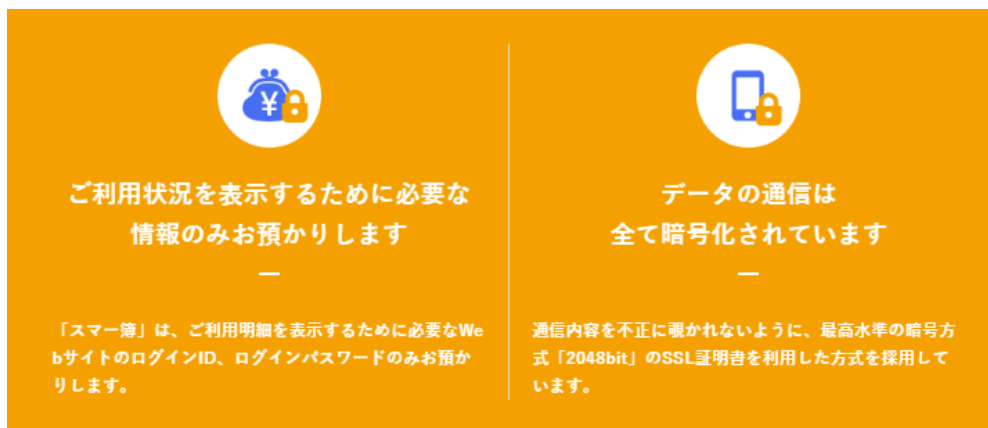 ¥
ご利用状況を表示するために必要な
情報のみお預かりします
「スマー簿」は、ご利用明細を表示するために必要なWe
bサイトのログインID、ログインパスワードのみお預か
りします。
データの通信は
全て暗号化されています
通信内容を不正に覗かれないように、最高水準の暗号方
式「2048bit」のSSL証明書を利用した方式を採用して
います。